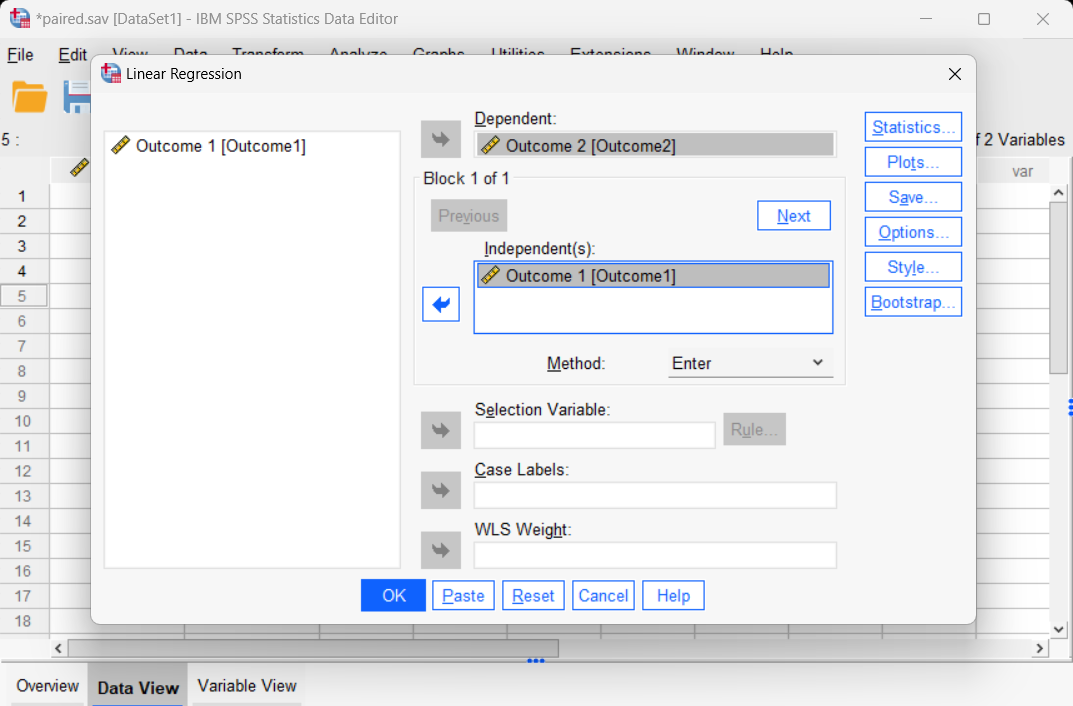 *paired.sav [DataSet1] - IBM SPSS Statistics Data Editor
File Edit View Data Transform Analyze Graphs Utilities Extensions Window Help
Linear Regression
5 :
f 2 Variables
var
Outcome 1 [Outcome1]
Dependent:
Outcome 2 [Outcome2]
Block 1 of 1
Previous
Next
Independent(s):
Outcome 1 [Outcome1]
Method:
Enter
Selection Variable:
Rule...
Case Labels:
WLS Weight:
Statistics...
Plots...
Save...
Options...
Style...
Bootstrap...
OK
Paste
Reset
Cancel
Help
1
2
3
4
5
6
7
8
9
10
11
12
13
14
15
16
17
18
Overview
Data View
Variable View